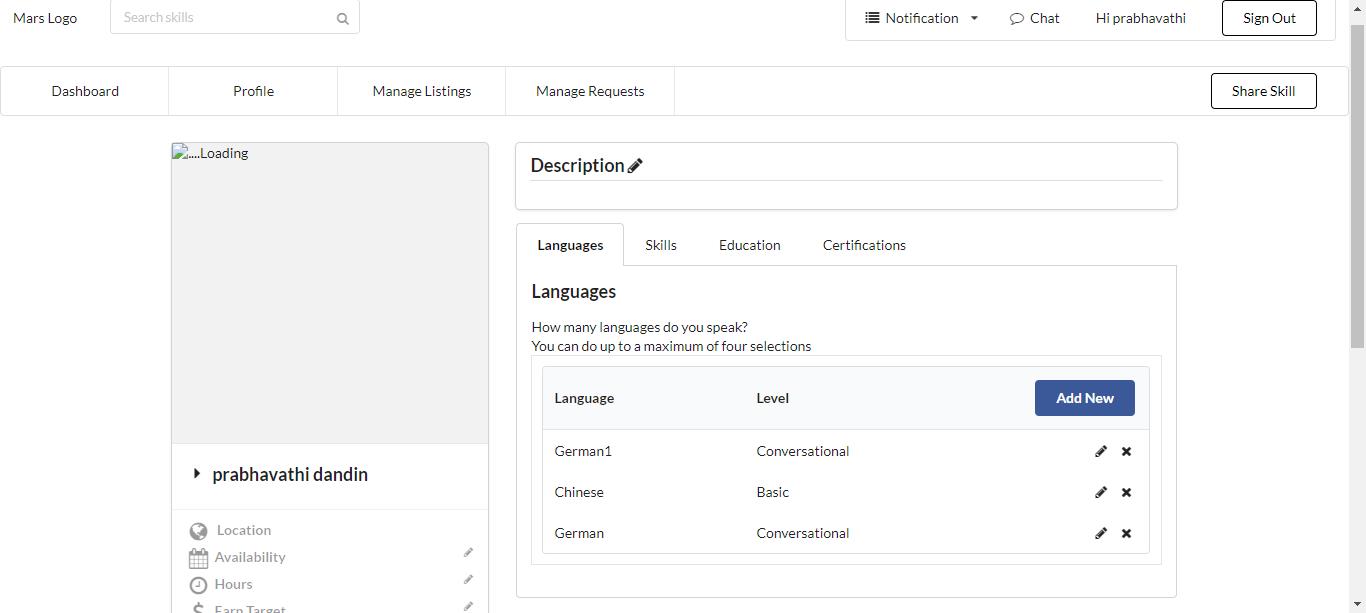 Mars Logo
Search skills
Notification
Chat
Hi prabhavathi
Sign Out
Dashboard
Profile
Manage Listings
Manage Requests
Share Skill
....Loading
prabhavathi dandin
Location
Availability
Hours
Earn Target
Description
Languages
Skills
Education
Certifications
Languages
How many languages do you speak?
You can do up to a maximum of four selections
Language Level Add New
German1 Conversational
Chinese Basic
German Conversational